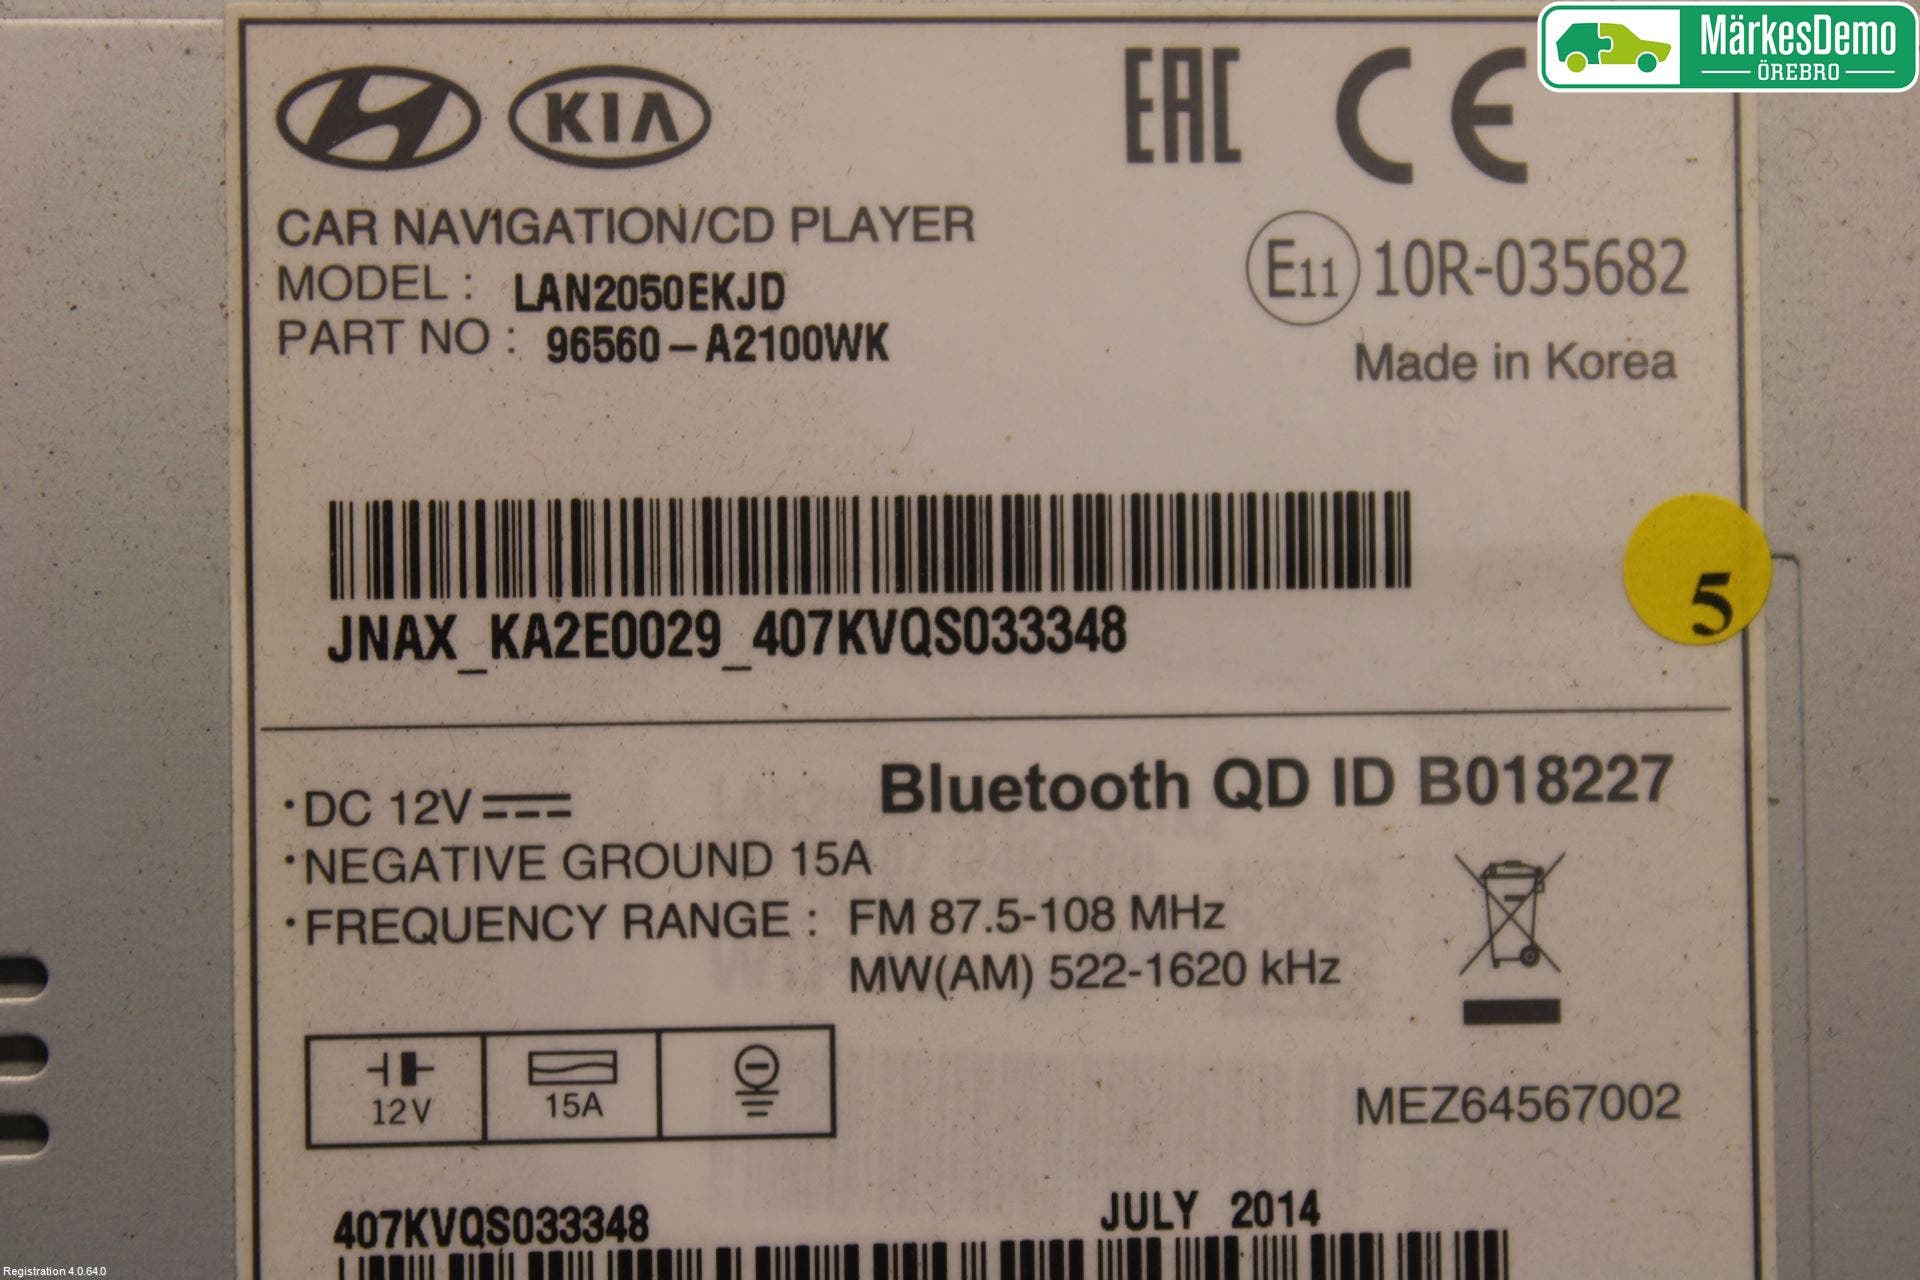 MärkesDemo
ÖREBRO
KIA
EAC CE
CAR NAVIGATION/CD PLAYER
MODEL : LAN2050EKJD
PART NO : 96560-A2100WK
E11 10R-035682
Made in Korea
5
JNAX_KA2E0029_407KVQS033348
Bluetooth QD ID B018227
•DC 12V
•NEGATIVE GROUND 15A
•FREQUENCY RANGE : FM 87.5-108 MHz
MW(AM) 522-1620 kHz
12V 15A
MEZ64567002
407KVQS033348 JULY 2014
Registration 4.0.64.0